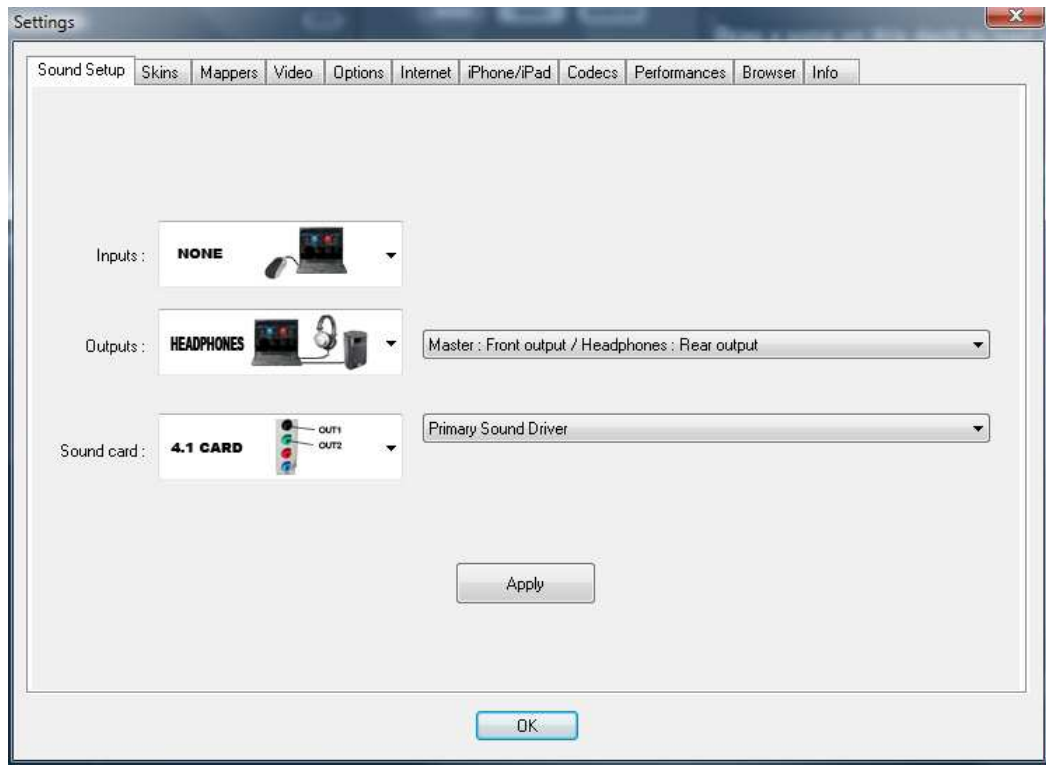 Settings
Sound Setup Skins Mappers Video Options Internet iPhone/iPad Codecs Performances Browser Info
Inputs : NONE
Outputs : HEADPHONES Master : Front output / Headphones : Rear output
Sound card : 4.1 CARD OUT1 OUT2 Primary Sound Driver
Apply
OK